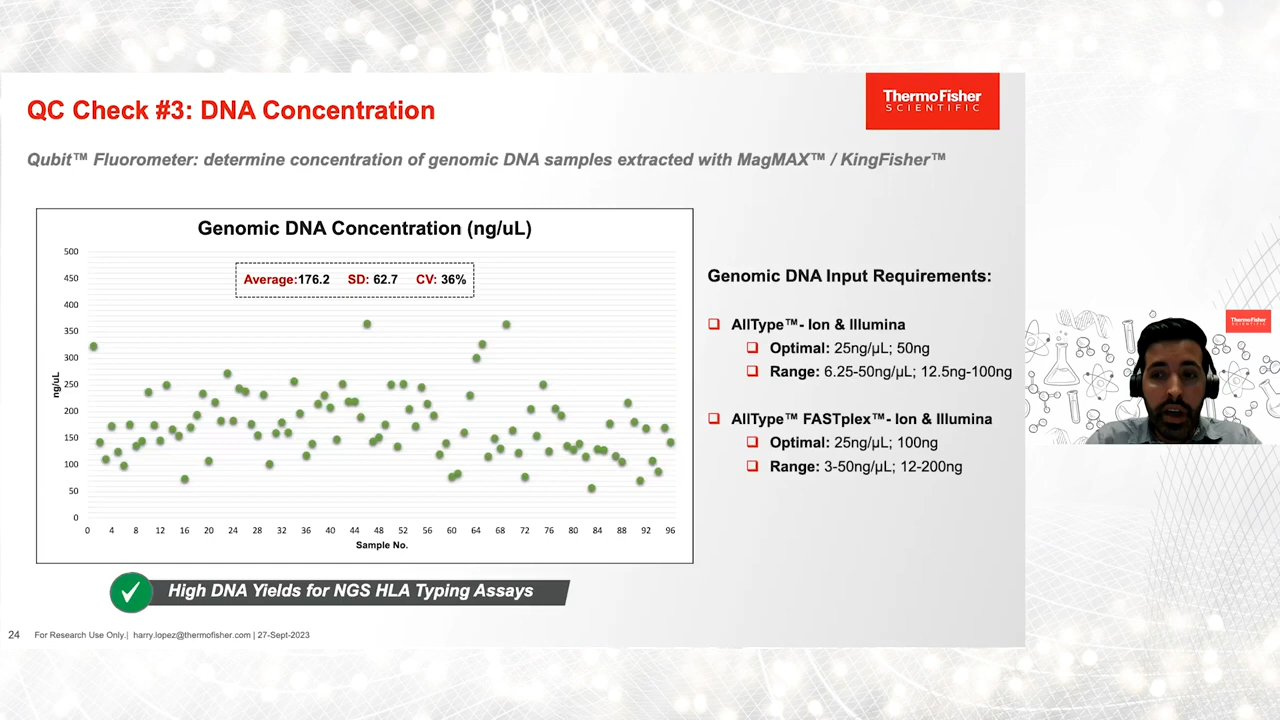 QC Check #3: DNA Concentration
ThermoFisher
SCIENTIFIC
Qubit™ Fluorometer: determine concentration of genomic DNA samples extracted with MagMAX™ / KingFisher™
Genomic DNA Concentration (ng/uL)
Average:176.2 SD: 62.7 CV: 36%
500
450
400
350
300
250
200
150
100
50
0
ng/uL
0 4 8 12 16 20 24 28 32 36 40 44 48 52 56 60 64 68 72 76 80 84 88 92 96
Sample No.
Genomic DNA Input Requirements:
AllType™- Ion & Illumina
Optimal: 25ng/µL; 50ng
Range: 6.25-50ng/µL; 12.5ng-100ng
AllType™ FASTplex™- Ion & Illumina
Optimal: 25ng/µL; 100ng
Range: 3-50ng/µL; 12-200ng
ThermoFisher
SCIENTIFIC
High DNA Yields for NGS HLA Typing Assays
24 For Research Use Only.| harry.lopez@thermofisher.com | 27-Sept-2023